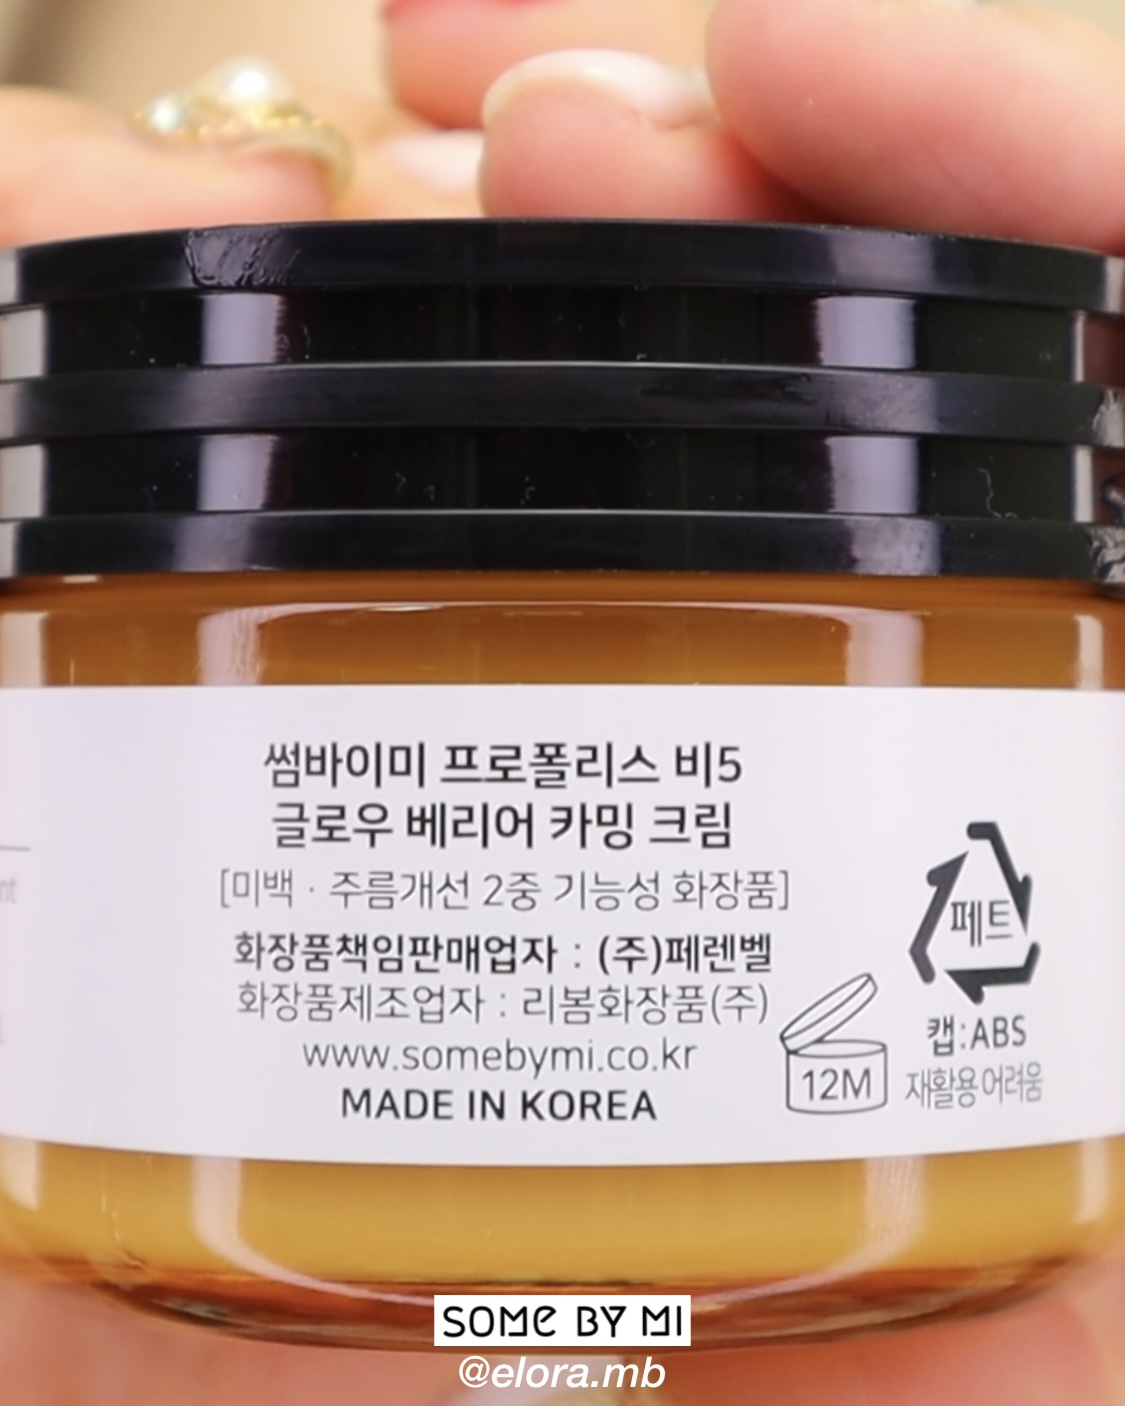 썸바이미 프로폴리스 비5
글로우 베리어 카밍 크림
[미백 · 주름개선 2중 기능성 화장품]
화장품책임판매업자 : (주)페렌벨
화장품제조업자 : 리봄화장품(주)
www.somebymi.co.kr
MADE IN KOREA
12M
페트
캡:ABS
재활용어려움
SOME BY MI
@elora.mb